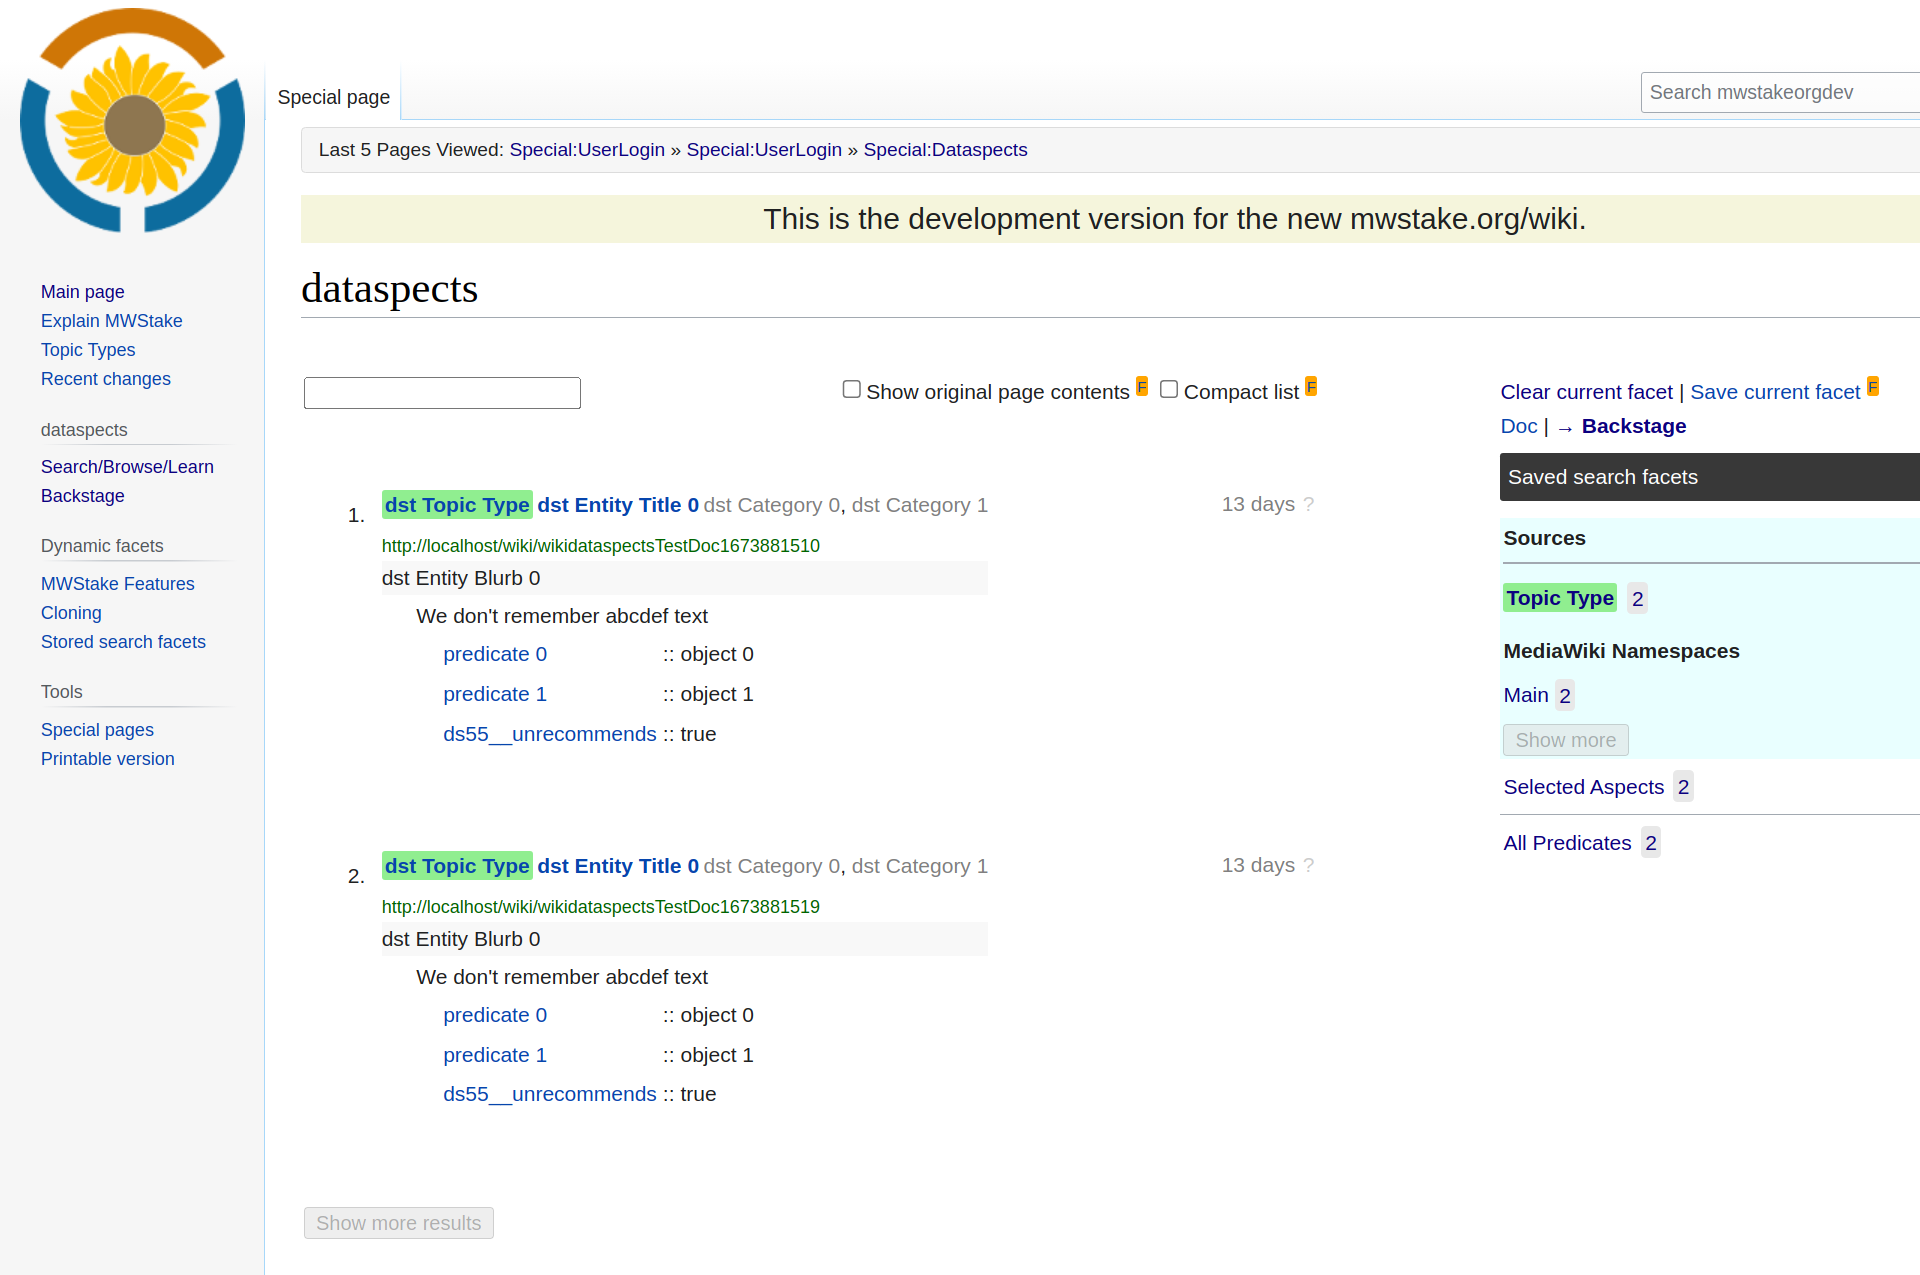 Special page
Search mwstakeorgdev
Last 5 Pages Viewed: Special:UserLogin » Special:UserLogin » Special:Dataspects
This is the development version for the new mwstake.org/wiki.
dataspects
Main page
Explain MWStake
Topic Types
Recent changes
dataspects
Search/Browse/Learn
Backstage
Dynamic facets
MWStake Features
Cloning
Stored search facets
Tools
Special pages
Printable version
Show original page contents F Compact list F
1. dst Topic Type dst Entity Title 0 dst Category 0, dst Category 1 13 days ?
http://localhost/wiki/wikidataspectsTestDoc1673881510
dst Entity Blurb 0
We don't remember abcdef text
predicate 0 :: object 0
predicate 1 :: object 1
ds55__unrecommends :: true
2. dst Topic Type dst Entity Title 0 dst Category 0, dst Category 1 13 days ?
http://localhost/wiki/wikidataspectsTestDoc1673881519
dst Entity Blurb 0
We don't remember abcdef text
predicate 0 :: object 0
predicate 1 :: object 1
ds55__unrecommends :: true
Show more results
Clear current facet | Save current facet F
Doc | → Backstage
Saved search facets
Sources
Topic Type 2
MediaWiki Namespaces
Main 2
Show more
Selected Aspects 2
All Predicates 2